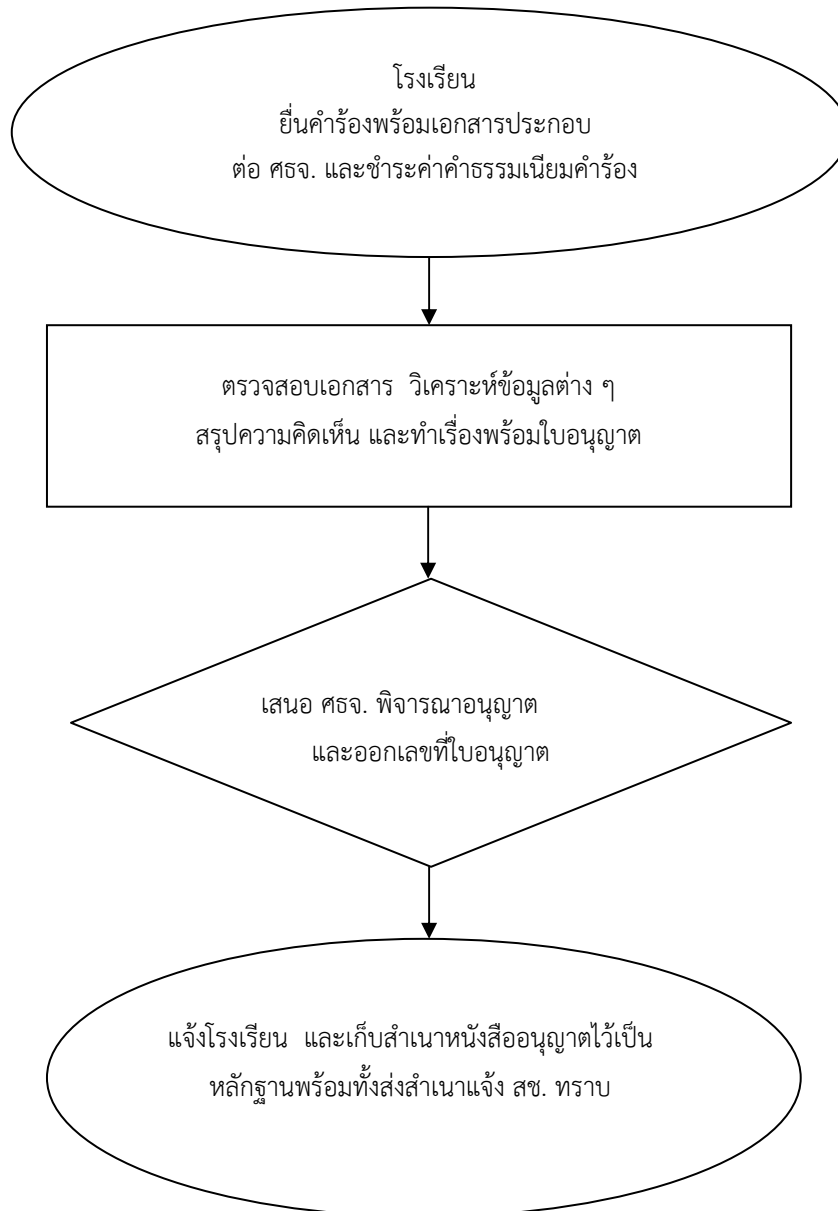 โรงเรียน
ยื่นคำร้องพร้อมเอกสารประกอบ
ต่อ ศธจ. และชำระค่าคำธรรมเนียมคำร้อง
ตรวจสอบเอกสาร วิเคราะห์ข้อมูลต่าง ๆ
สรุปความคิดเห็น และทำเรื่องพร้อมใบอนุญาต
เสนอ ศธจ. พิจารณาอนุญาต
และออกเลขที่ใบอนุญาต
แจ้งโรงเรียน และเก็บสำเนาหนังสืออนุญาตไว้เป็น
หลักฐานพร้อมทั้งส่งสำเนาแจ้ง สช. ทราบ